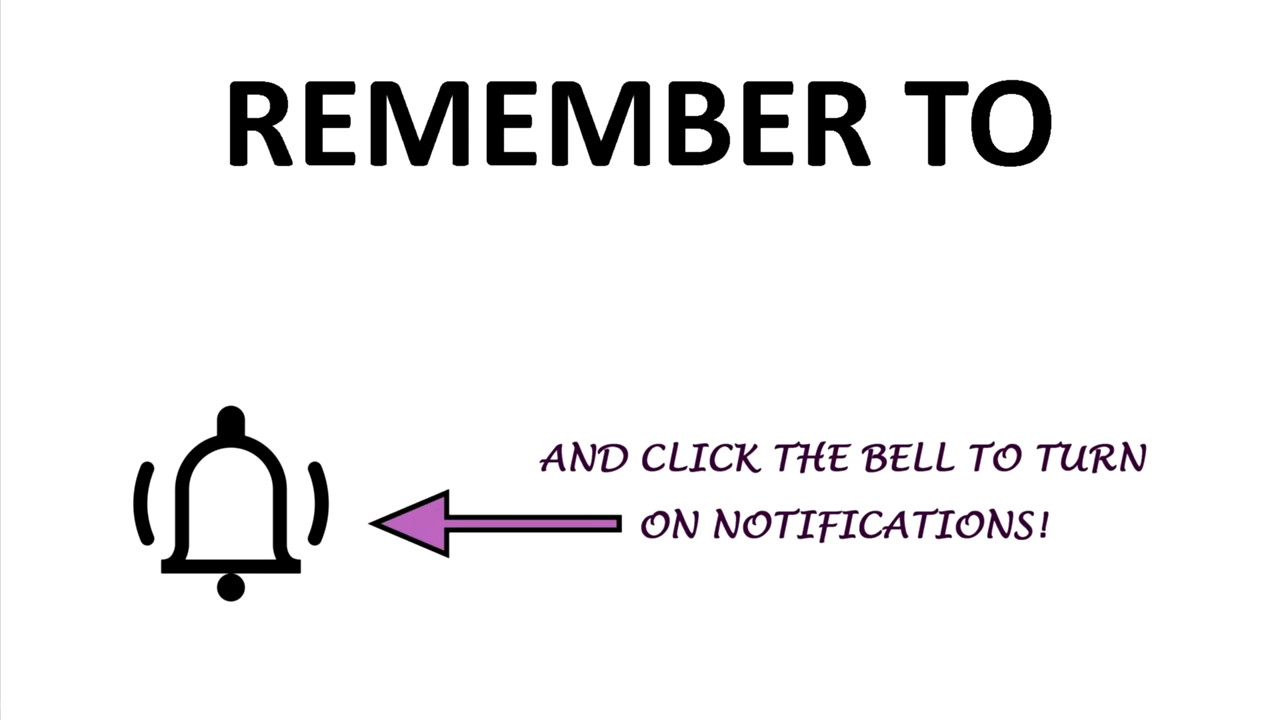 REMEMBER TO
AND CLICK THE BELL TO TURN
ON NOTIFICATIONS!